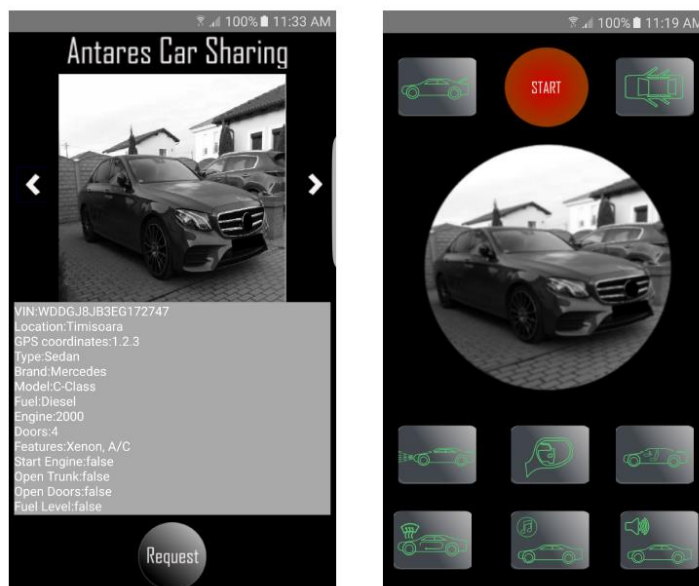 100% 11:33 AM
Antares Car Sharing
VIN:WDDGJ8JB3EG172747
Location:Timisoara
GPS coordinates:1.2.3
Type:Sedan
Brand:Mercedes
Model:C-Class
Fuel:Diesel
Engine:2000
Doors:4
Features:Xenon, A/C
Start Engine:false
Open Trunk:false
Open Doors:false
Fuel Level:false
Request
100% 11:19 AM
START